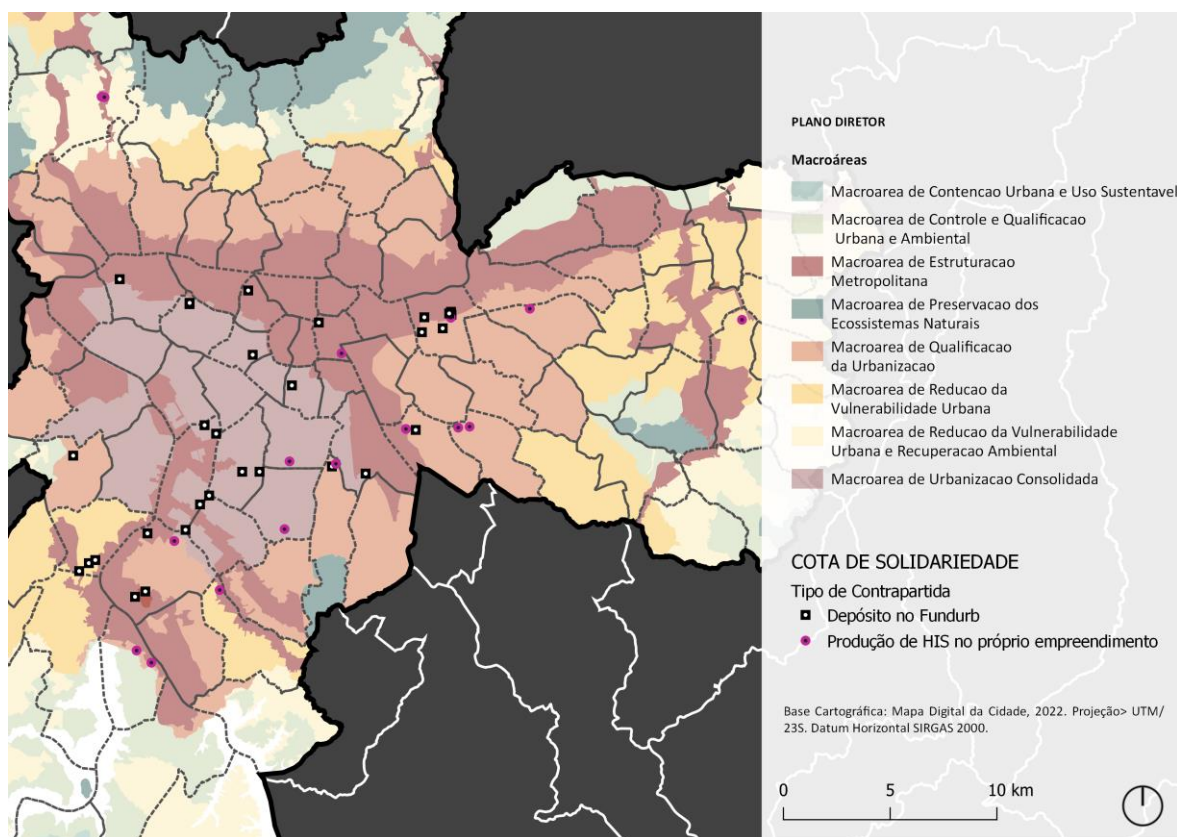 PLANO DIRETOR
Macroáreas
Macroarea de Contencao Urbana e Uso Sustentavel
Macroarea de Controle e Qualificacao
Urbana e Ambiental
Macroarea de Estruturacao
Metropolitana
Macroarea de Preservacao dos
Ecossistemas Naturais
Macroarea de Qualificacao
da Urbanizacao
Macroarea de Reducao da
Vulnerabilidade Urbana
Macroarea de Reducao da Vulnerabilidade
Urbana e Recuperacao Ambiental
Macroarea de Urbanizacao Consolidada
COTA DE SOLIDARIEDADE
Tipo de Contrapartida
Depósito no Fundurb
Produção de HIS no próprio empreendimento
Base Cartográfica: Mapa Digital da Cidade, 2022. Projeção> UTM/
23S. Datum Horizontal SIRGAS 2000.
0 5 10 km